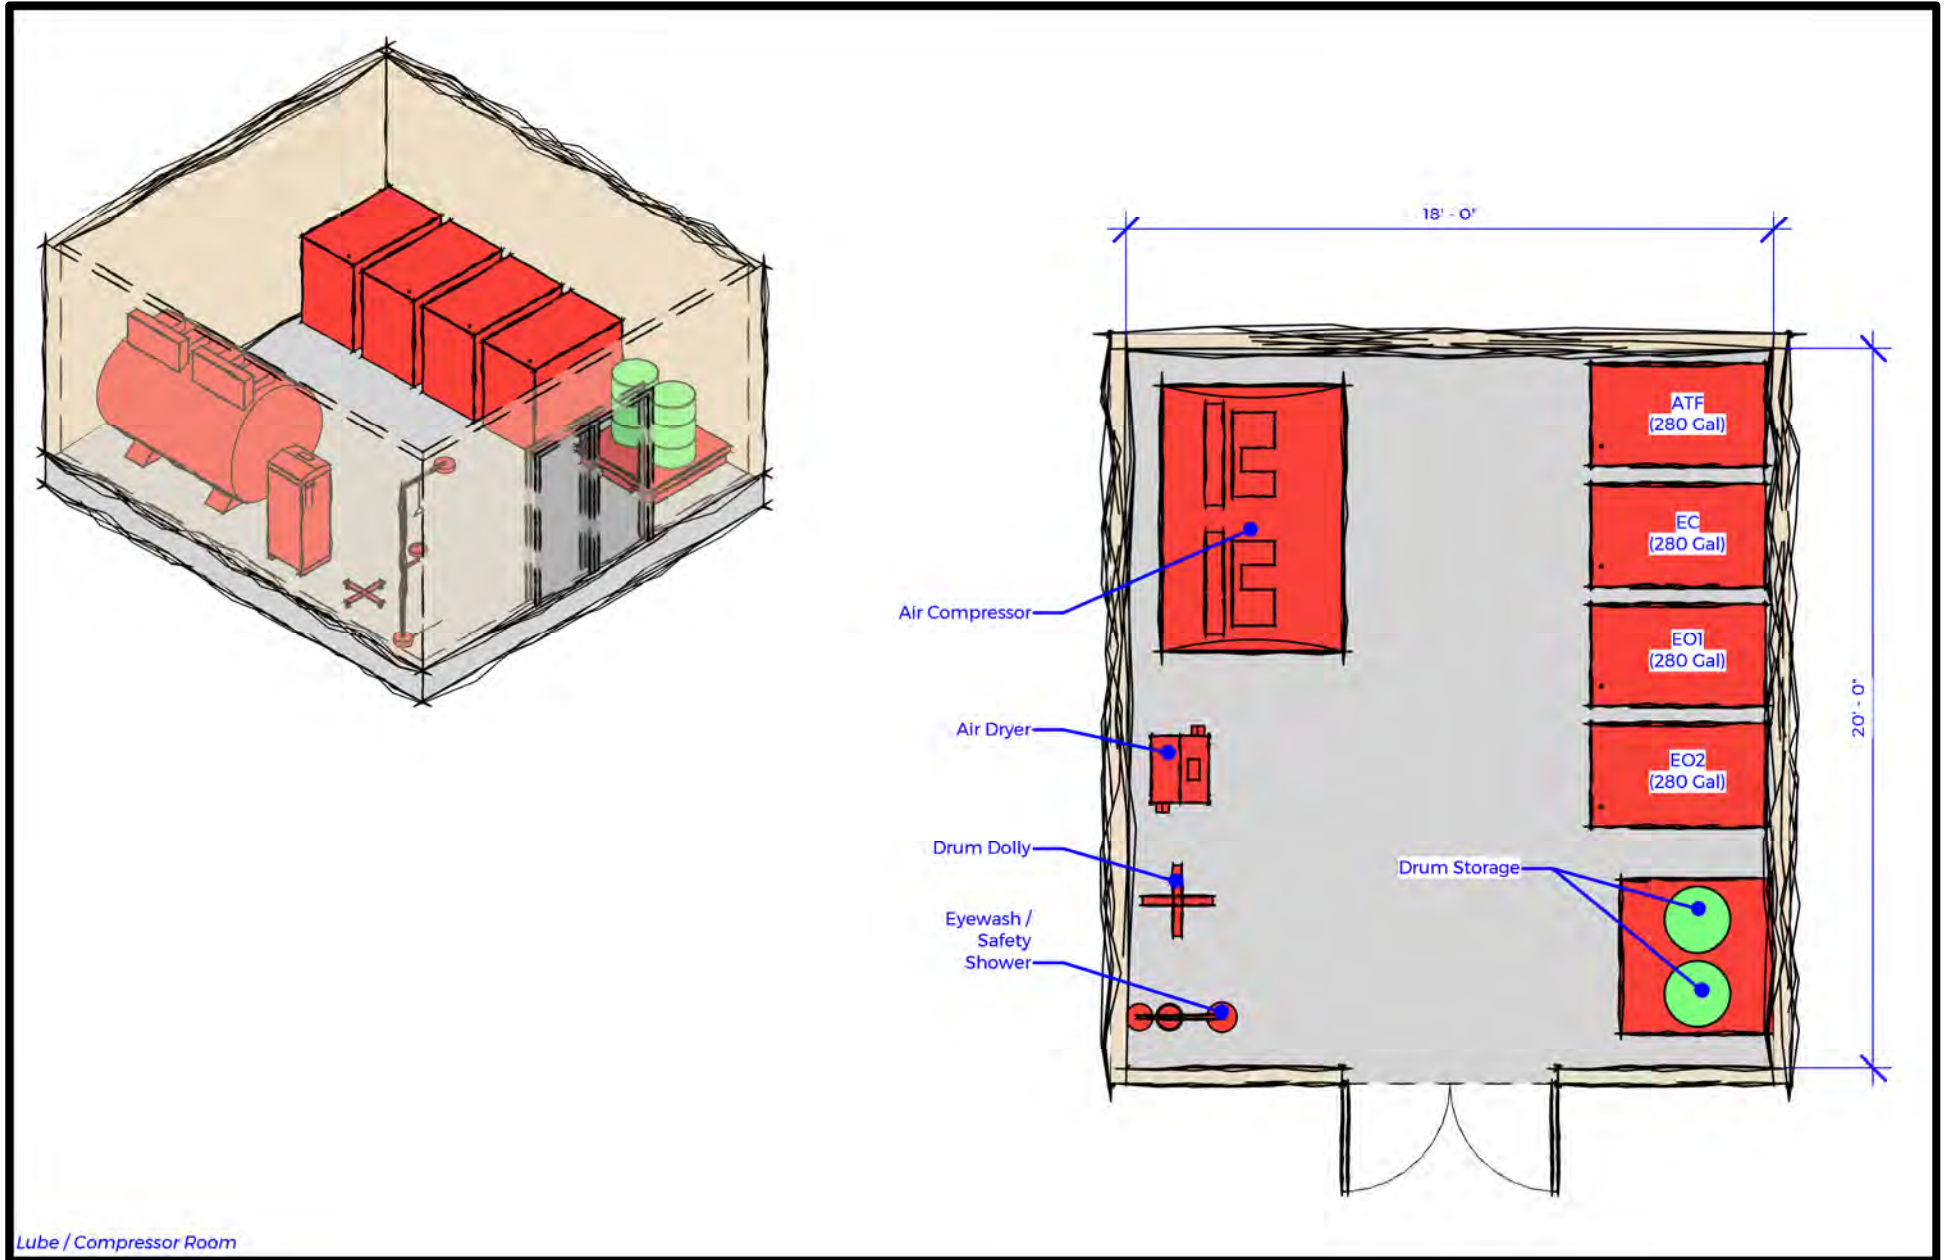 18' - 0"
ATF
(280 Gal)
EC
(280 Gal)
Air Compressor
EO1
(280 Gal)
20' - 0"
Air Dryer
EO2
(280 Gal)
Drum Dolly
Drum Storage
Eyewash /
Safety
Shower
Lube / Compressor Room